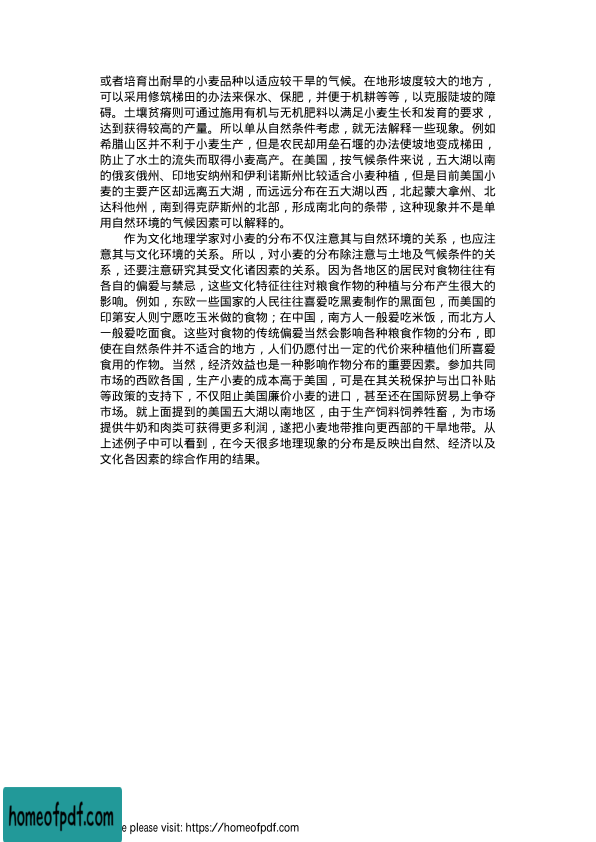 或者培育出耐旱的小麦品种以适应较干旱的气候。在地形坡度较大的地方，
可以采用修筑梯田的办法来保水、保肥，并便于机耕等等，以克服陡坡的障
碍。土壤贫瘠则可通过施用有机与无机肥料以满足小麦生长和发育的要求，
达到获得较高的产量。所以单从自然条件考虑，就无法解释一些现象。例如
希腊山区并不利于小麦生产，但是农民却用垒石堰的办法使坡地变成梯田，
防止了水土的流失而取得小麦高产。在美国，按气候条件来说，五大湖以南
的俄亥俄州、印地安纳州和伊利诺斯州比较适合小麦种植，但是目前美国小
麦的主要产区却远离五大湖，而远远分布在五大湖以西，北起蒙大拿州、北
达科他州，南到得克萨斯州的北部，形成南北向的条带，这种现象并不是单
用自然环境的气候因素可以解释的。
作为文化地理学家对小麦的分布不仅注意其与自然环境的关系，也应注
意其与文化环境的关系。所以，对小麦的分布除注意与土地及气候条件的关
系，还要注意研究其受文化诸因素的关系。因为各地区的居民对食物往往有
各自的偏爱与禁忌，这些文化特征往往对粮食作物的种植与分布产生很大的
影响。例如，东欧一些国家的人民往往喜爱吃黑麦制作的黑面包，而美国的
印第安人则宁愿吃玉米做的食物；在中国，南方人一般爱吃米饭，而北方人
一般爱吃面食。这些对食物的传统偏爱当然会影响各种粮食作物的分布，即
使在自然条件并不适合的地方，人们仍愿付出一定的代价来种植他们所喜爱
食用的作物。当然，经济效益也是一种影响作物分布的重要因素。参加共同
市场的西欧各国，生产小麦的成本高于美国，可是在其关税保护与出口补贴
等政策的支持下，不仅阻止美国廉价小麦的进口，甚至还在国际贸易上争夺
市场。就上面提到的美国五大湖以南地区，由于生产饲料饲养牲畜，为市场
提供牛奶和肉类可获得更多利润，遂把小麦地带推向更西部的干旱地带。从
上述例子中可以看到，在今天很多地理现象的分布是反映出自然、经济以及
文化各因素的综合作用的结果。
homeofpdf.com
please visit: https://homeofpdf.com